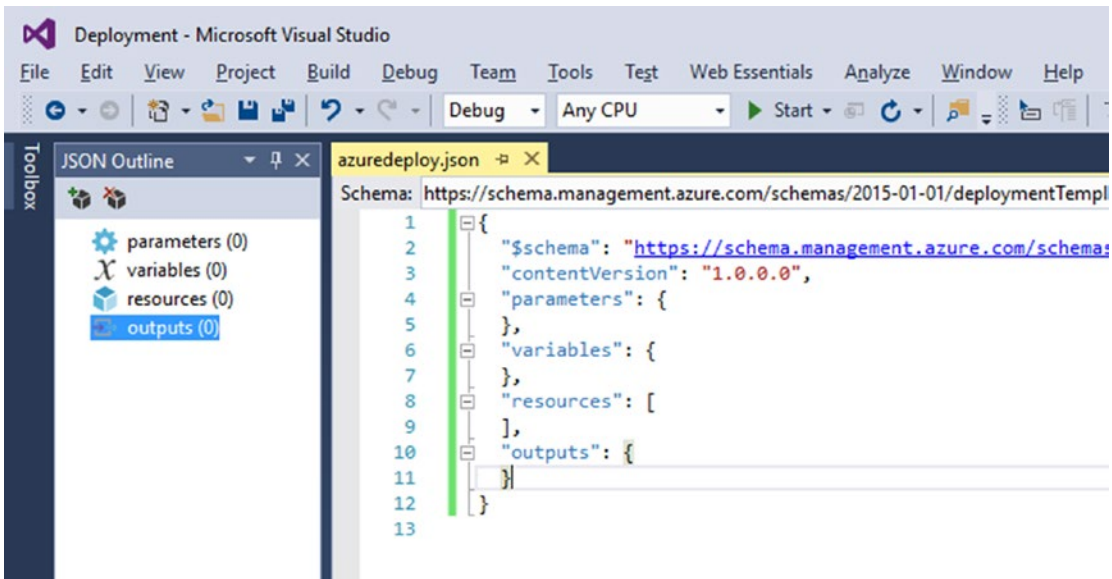 Deployment - Microsoft Visual Studio
File Edit View Project Build Debug Team Tools Test Web Essentials Analyze Window Help
Debug Any CPU Start
Toolbox
JSON Outline
parameters (0)
variables (0)
resources (0)
outputs (0)
azuredeploy.json
Schema: https://schema.management.azure.com/schemas/2015-01-01/deploymentTempl
1 {
2 "$schema": "https://schema.management.azure.com/schemas
3 "contentVersion": "1.0.0.0",
4 "parameters": {
5 },
6 "variables": {
7 },
8 "resources": [
9 ],
10 "outputs": {
11 }
12 }
13